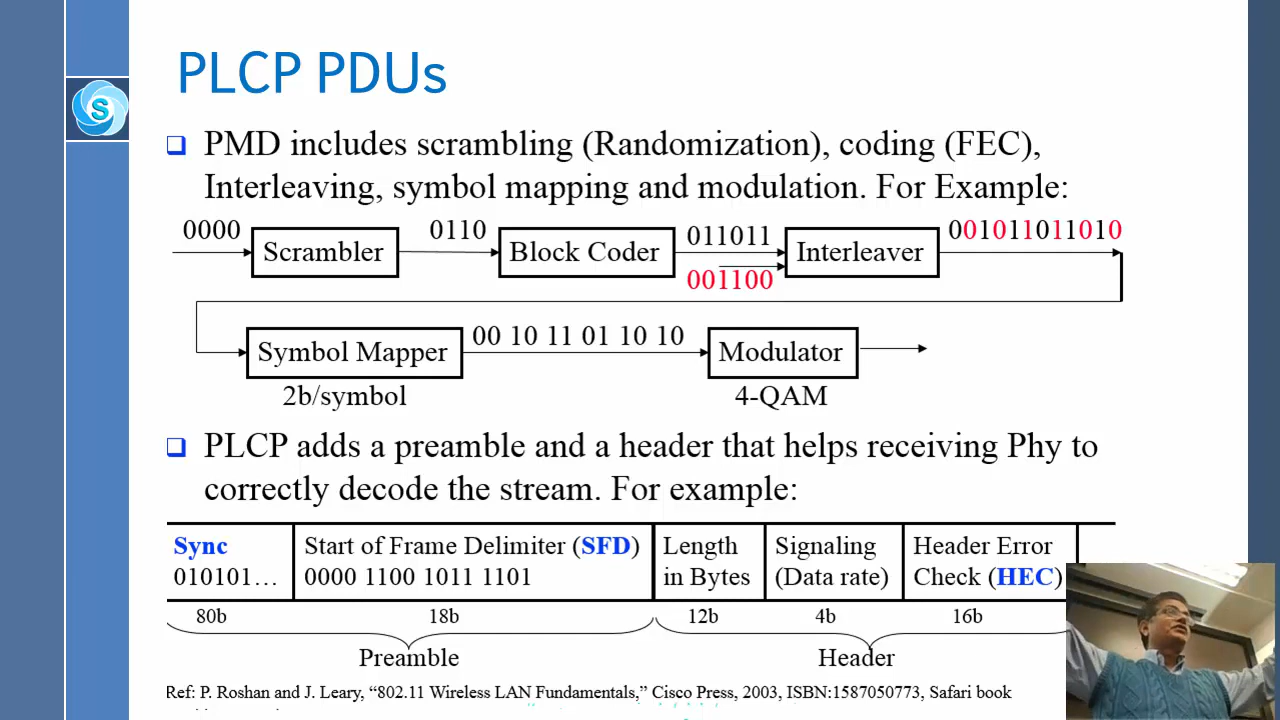 PLCP PDUs
S
PMD includes scrambling (Randomization), coding (FEC),
Interleaving, symbol mapping and modulation. For Example:
0000 Scrambler 0110 Block Coder 011011 001100 Interleaver 001011011010
Symbol Mapper 00 10 11 01 10 10 Modulator
2b/symbol 4-QAM
PLCP adds a preamble and a header that helps receiving Phy to
correctly decode the stream. For example:
Sync Start of Frame Delimiter (SFD) Length Signaling Header Error
010101… 0000 1100 1011 1101 in Bytes (Data rate) Check (HEC)
80b 18b 12b 4b 16b
Preamble Header
Ref: P. Roshan and J. Leary, “802.11 Wireless LAN Fundamentals,” Cisco Press, 2003, ISBN:1587050773, Safari book